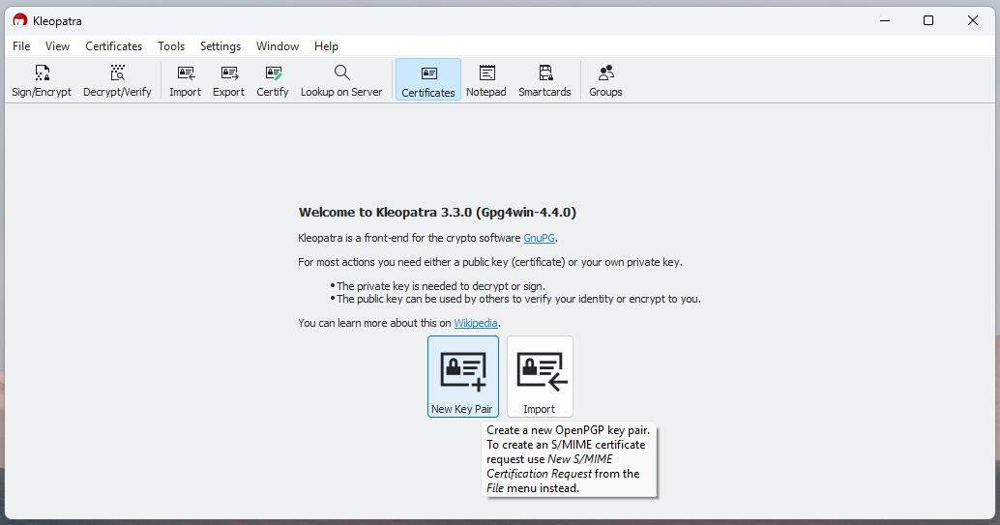 Kleopatra
File View Certificates Tools Settings Window Help
Sign/Encrypt Decrypt/Verify Import Export Certify Lookup on Server Certificates Notepad Smartcards Groups
Welcome to Kleopatra 3.3.0 (Gpg4win-4.4.0)
Kleopatra is a front-end for the crypto software GnuPG.
For most actions you need either a public key (certificate) or your own private key.
•The private key is needed to decrypt or sign.
•The public key can be used by others to verify your identity or encrypt to you.
You can learn more about this on Wikipedia.
New Key Pair Import
Create a new OpenPGP key pair.
To create an S/MIME certificate
request use New S/MIME
Certification Request from the
File menu instead.